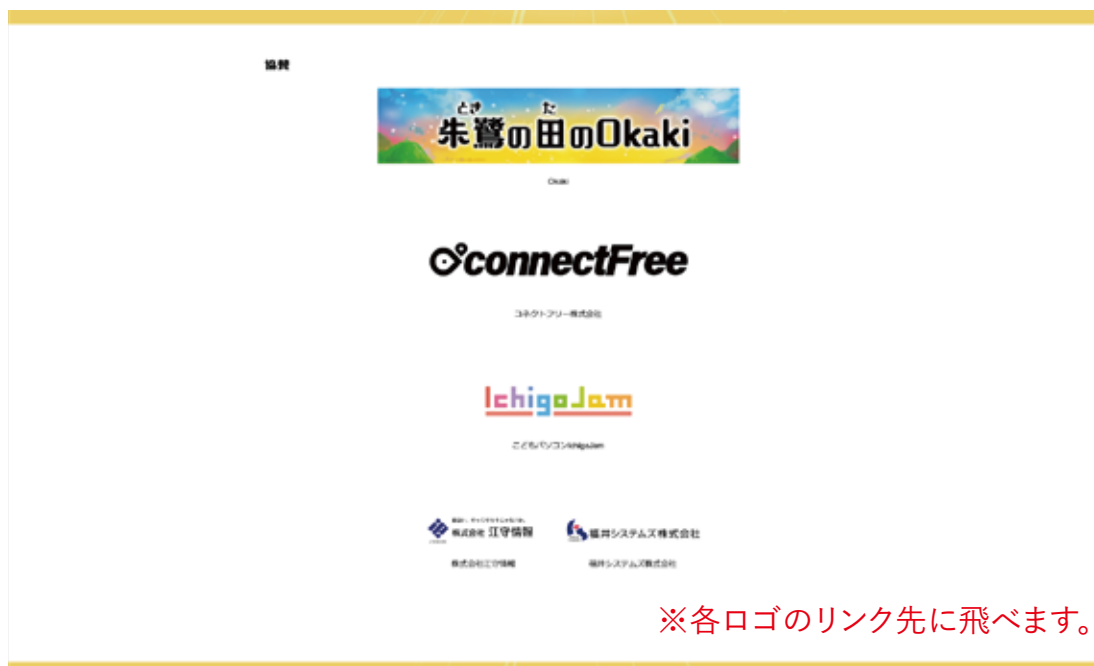 協賛
とき た
朱鷺の田のOkaki
Okaki
connectFree
コネクトフリー株式会社
IchigoJam
こどもパソコンIchigoJam
株式会社 江守情報
福井システムズ株式会社
株式会社江守情報
福井システムズ株式会社
※各ロゴのリンク先に飛べます。